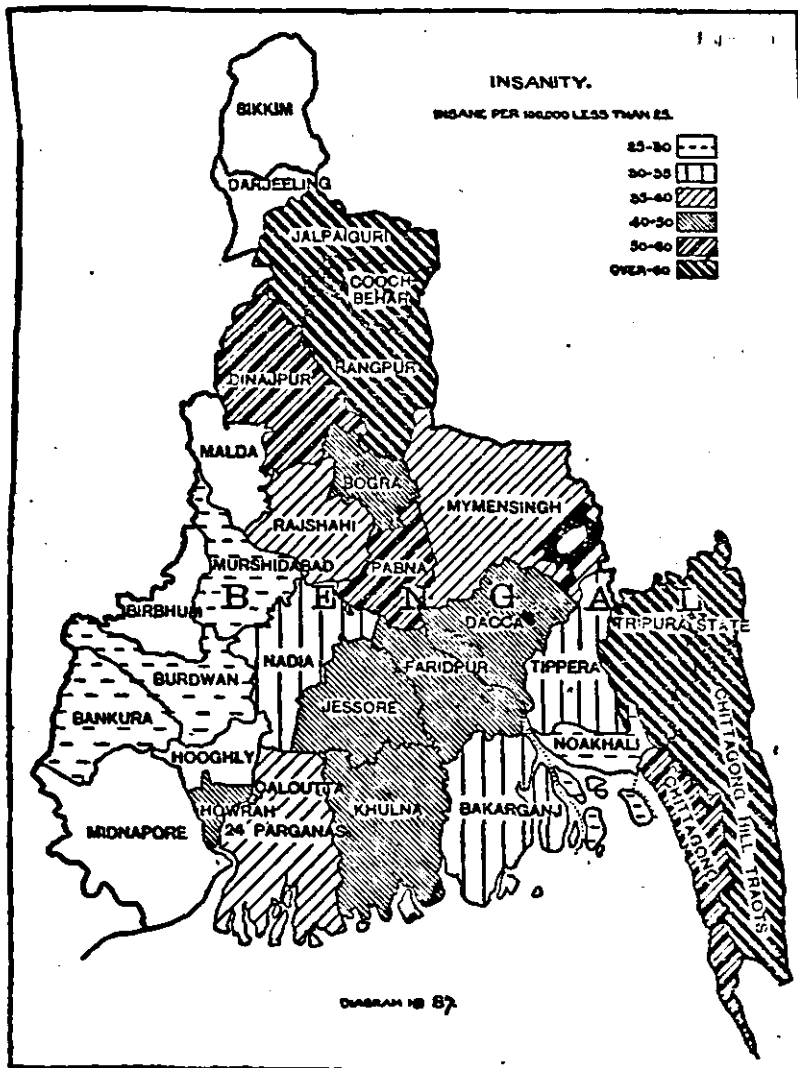 INSANITY.
INSANE PER 100,000 LESS THAN 25.
25-30
30-35
35-40
40-50
50-60
OVER-60
SIKKIM
DARJEELING
JALPAIGURI
COOCH
BEHAR
RANGPUR
DINAJPUR
MALDA
BOGRA
MYMENSINGH
RAJSHAHI
MURSHIDABAD
PABNA
BENGAL
BIRBHUM
DACCA
TRIPURA STATE
NADIA
FARIDPUR
TIPPERA
BURDWAN
JESSORE
BANKURA
NOAKHALI
HOOGHLY
CHITTAGONG HILL TRACTS
CALCUTTA
HOWRAH
KHULNA
BAKARGANJ
CHITTAGONG
MIDNAPORE
24 PARGANAS
DIAGRAM NO 87.